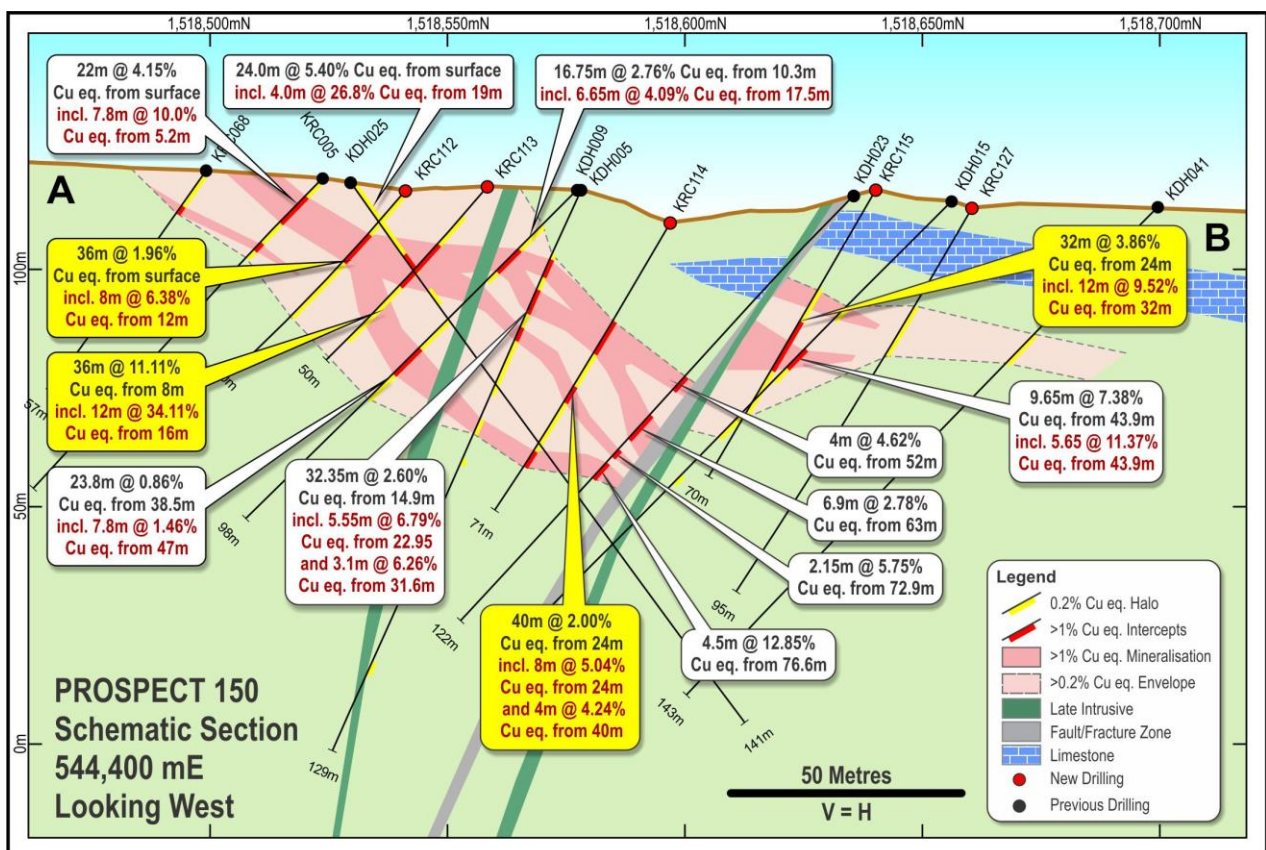 1,518,500mN
1,518,550mN
1,518,600mN
1,518,650mN
1,518,700mN
22m @ 4.15%
Cu eq. from surface
incl. 7.8m @ 10.0%
Cu eq. from 5.2m
24.0m @ 5.40% Cu eq. from surface
incl. 4.0m @ 26.8% Cu eq. from 19m
16.75m @ 2.76% Cu eq. from 10.3m
incl. 6.65m @ 4.09% Cu eq. from 17.5m
KRC068
KRC005
KDH025
KRC112
KRC113
KDH009
KDH005
KRC114
KDH023
KRC115
KDH015
KRC127
KDH041
A
B
100m
50m
0m
36m @ 1.96%
Cu eq. from surface
incl. 8m @ 6.38%
Cu eq. from 12m
32m @ 3.86%
Cu eq. from 24m
incl. 12m @ 9.52%
Cu eq. from 32m
36m @ 11.11%
Cu eq. from 8m
incl. 12m @ 34.11%
Cu eq. from 16m
9.65m @ 7.38%
Cu eq. from 43.9m
incl. 5.65 @ 11.37%
Cu eq. from 43.9m
23.8m @ 0.86%
Cu eq. from 38.5m
incl. 7.8m @ 1.46%
Cu eq. from 47m
32.35m @ 2.60%
Cu eq. from 14.9m
incl. 5.55m @ 6.79%
Cu eq. from 22.95
and 3.1m @ 6.26%
Cu eq. from 31.6m
4m @ 4.62%
Cu eq. from 52m
6.9m @ 2.78%
Cu eq. from 63m
2.15m @ 5.75%
Cu eq. from 72.9m
4.5m @ 12.85%
Cu eq. from 76.6m
40m @ 2.00%
Cu eq. from 24m
incl. 8m @ 5.04%
Cu eq. from 24m
and 4m @ 4.24%
Cu eq. from 40m
57m
50m
98m
71m
70m
95m
122m
143m
141m
129m
PROSPECT 150
Schematic Section
544,400 mE
Looking West
50 Metres
V = H
Legend
0.2% Cu eq. Halo
>1% Cu eq. Intercepts
>1% Cu eq. Mineralisation
>0.2% Cu eq. Envelope
Late Intrusive
Fault/Fracture Zone
Limestone
New Drilling
Previous Drilling